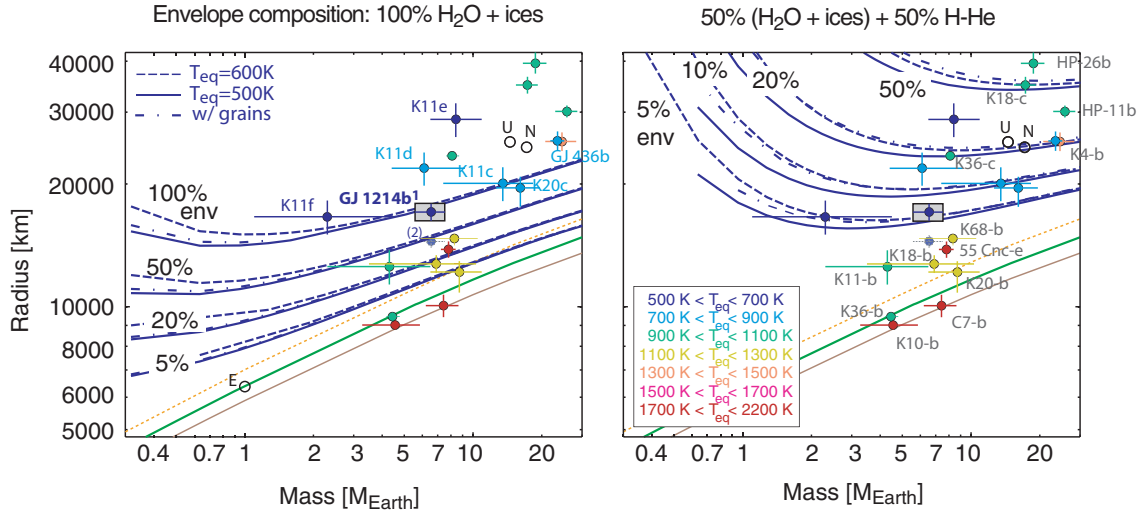 Envelope composition: 100% H₂O + ices
50% (H₂O + ices) + 50% H-He
Radius [km]
40000
30000
20000
10000
8000
6000
5000
T_eq=600K
T_eq=500K
w/ grains
K11e
U
N
K11d
GJ 436b
K11c
K20c
100%
env
GJ 1214b¹
K11f
(2)
50%
20%
5%
E
0.4
0.7
1
2
3
5
7
10
20
Mass [M_Earth]
10%
20%
50%
5%
env
HP-26b
K18-c
HP-11b
U
N
K4-b
K36-c
K68-b
55 Cnc-e
K18-b
K11-b
K20-b
K36-b
C7-b
K10-b
500 K < T_eq < 700 K
700 K < T_eq < 900 K
900 K < T_eq < 1100 K
1100 K < T_eq < 1300 K
1300 K < T_eq < 1500 K
1500 K < T_eq < 1700 K
1700 K < T_eq < 2200 K
0.4
0.7
1
2
3
5
7
10
20
Mass [M_Earth]